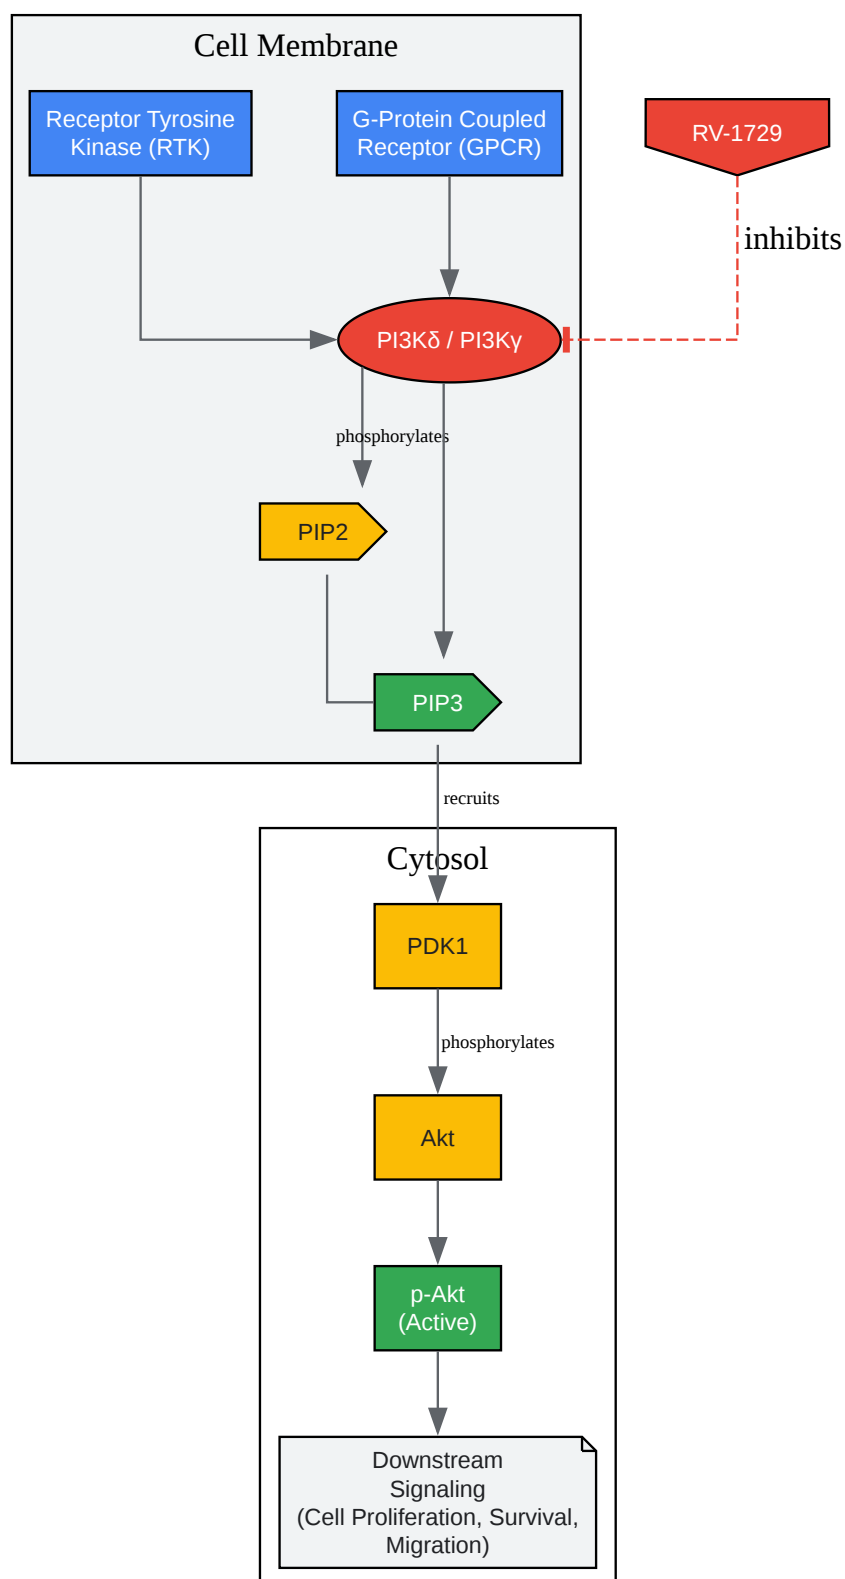 Cell Membrane
Receptor Tyrosine
Kinase (RTK)
G-Protein Coupled
Receptor (GPCR)
RV-1729
inhibits
PI3Kδ / PI3Kγ
phosphorylates
PIP2
PIP3
recruits
Cytosol
PDK1
phosphorylates
Akt
p-Akt
(Active)
Downstream
Signaling
(Cell Proliferation, Survival,
Migration)